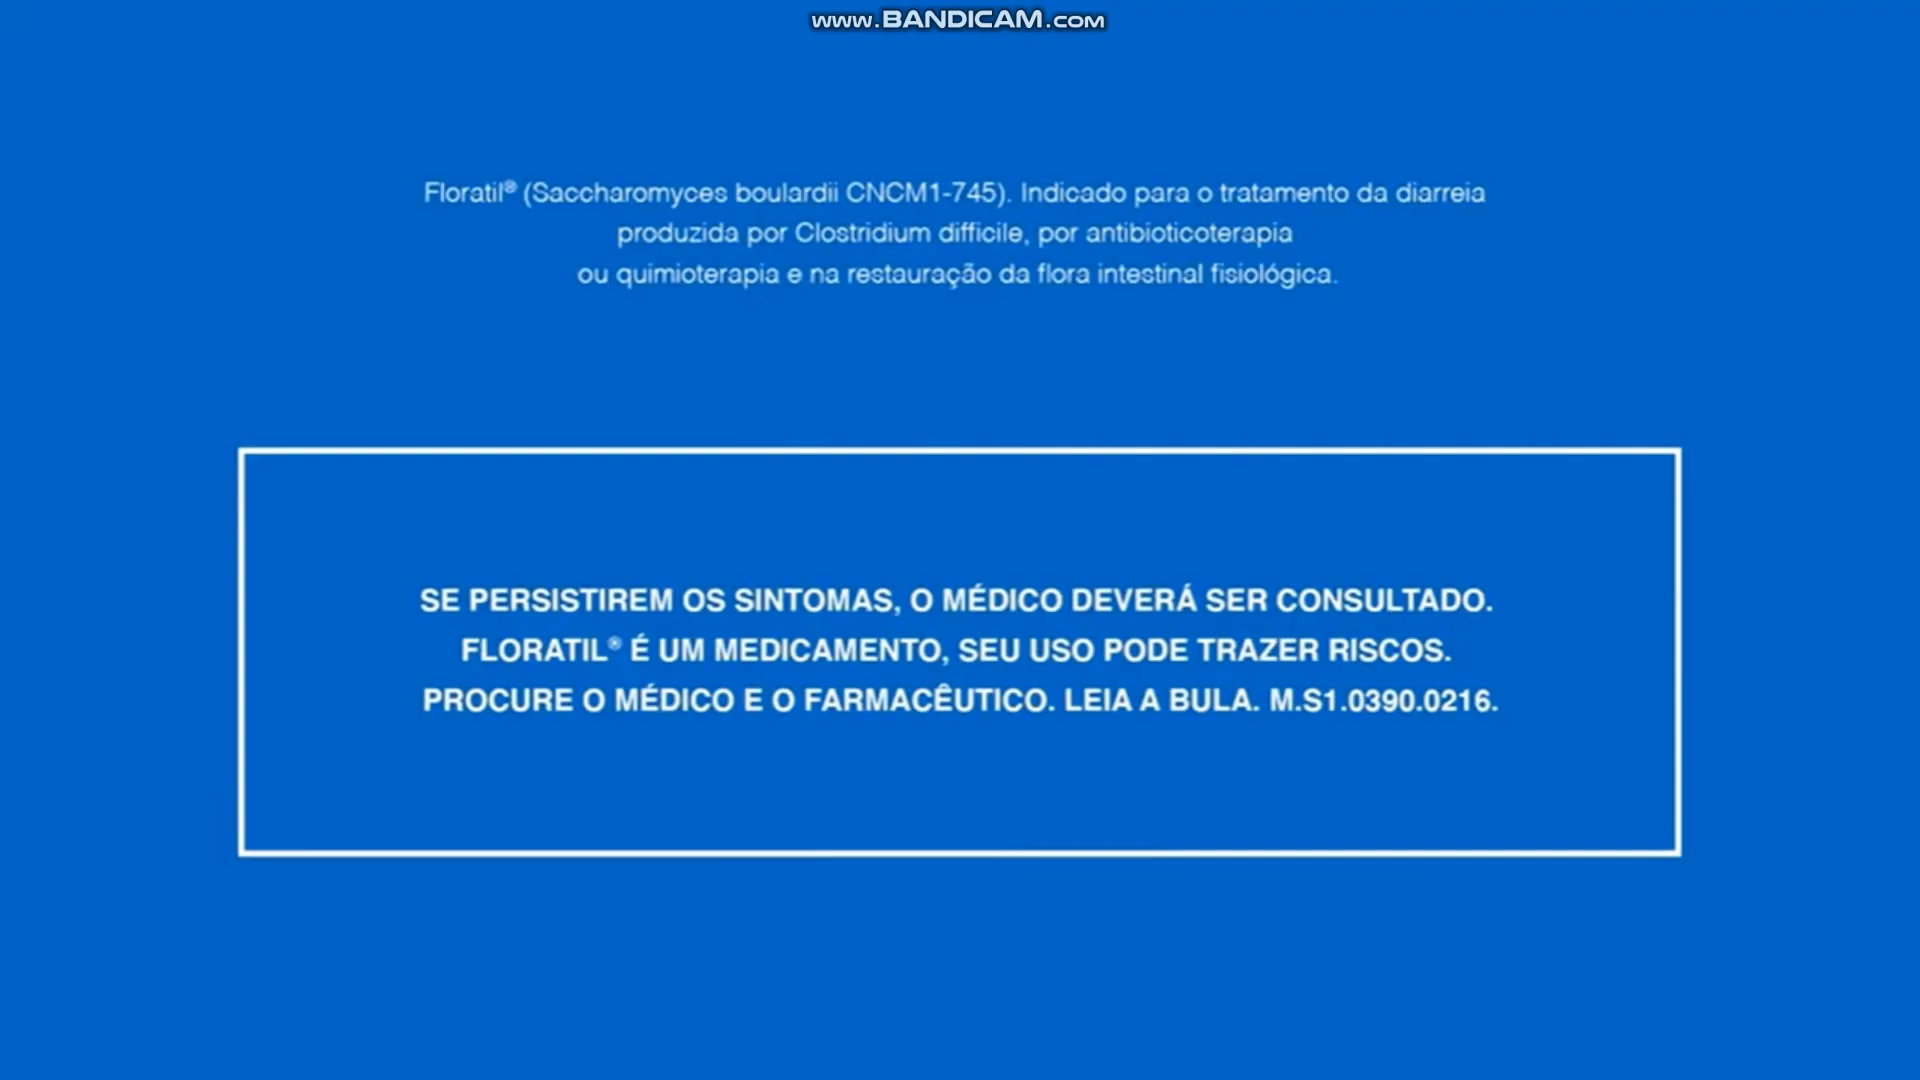 www.BANDICAM.com
Floratil® (Saccharomyces boulardii CNCM1-745). Indicado para o tratamento da diarreia
produzida por Clostridium difficile, por antibioticoterapia
ou quimioterapia e na restauração da flora intestinal fisiológica.
SE PERSISTIREM OS SINTOMAS, O MÉDICO DEVERÁ SER CONSULTADO.
FLORATIL® É UM MEDICAMENTO, SEU USO PODE TRAZER RISCOS.
PROCURE O MÉDICO E O FARMACÊUTICO. LEIA A BULA. M.S1.0390.0216.